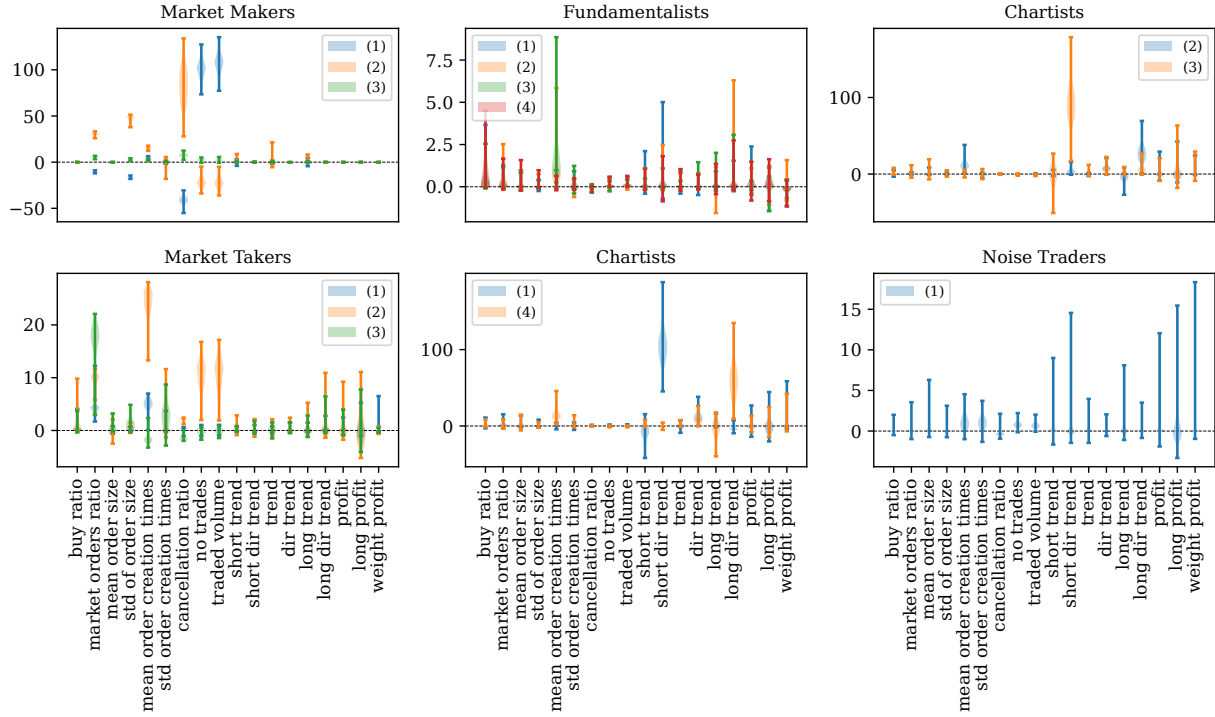 Market Makers
100
50
0
−50
(1)
(2)
(3)
Fundamentalists
7.5
5.0
2.5
0.0
(1)
(2)
(3)
(4)
Chartists
100
0
(2)
(3)
Market Takers
20
10
0
(1)
(2)
(3)
buy ratio
market orders ratio
mean order size
std of order size
mean order creation times
std order creation times
cancellation ratio
no trades
traded volume
short trend
short dir trend
trend
dir trend
long trend
long dir trend
profit
long profit
weight profit
Chartists
100
0
(1)
(4)
buy ratio
market orders ratio
mean order size
std of order size
mean order creation times
std order creation times
cancellation ratio
no trades
traded volume
short trend
short dir trend
trend
dir trend
long trend
long dir trend
profit
long profit
weight profit
Noise Traders
15
10
5
0
(1)
buy ratio
market orders ratio
mean order size
std of order size
mean order creation times
std order creation times
cancellation ratio
no trades
traded volume
short trend
short dir trend
trend
dir trend
long trend
long dir trend
profit
long profit
weight profit